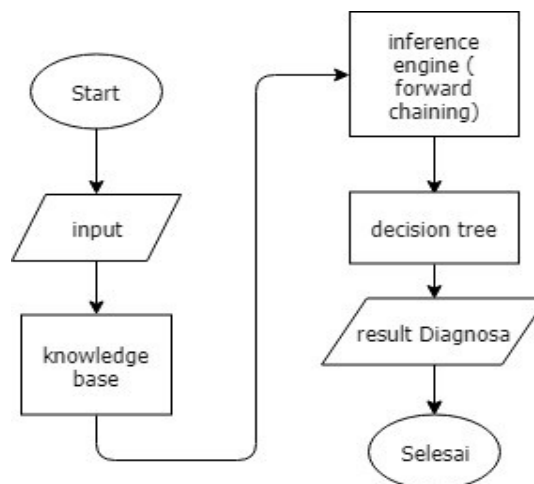 Start
input
knowledge
base
inference
engine (
forward
chaining)
decision tree
result Diagnosa
Selesai